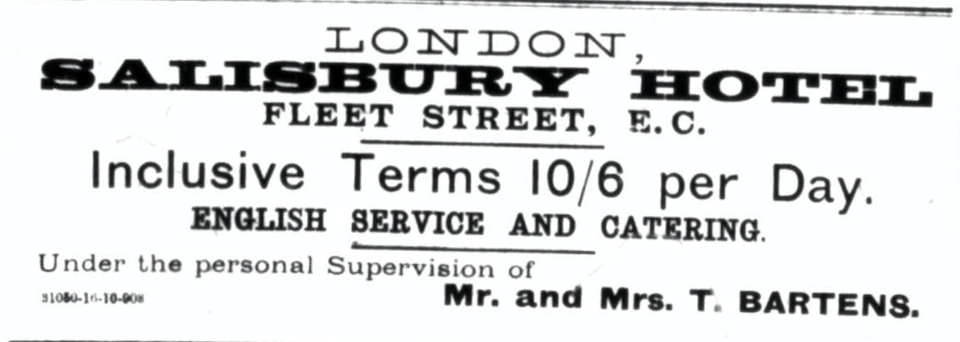 LONDON,
SALISBURY HOTEL
FLEET STREET, E.C.
Inclusive Terms 10/6 per Day.
ENGLISH SERVICE AND CATERING.
Under the personal Supervision of
31050-16-10-908
Mr. and Mrs. T. BARTENS.